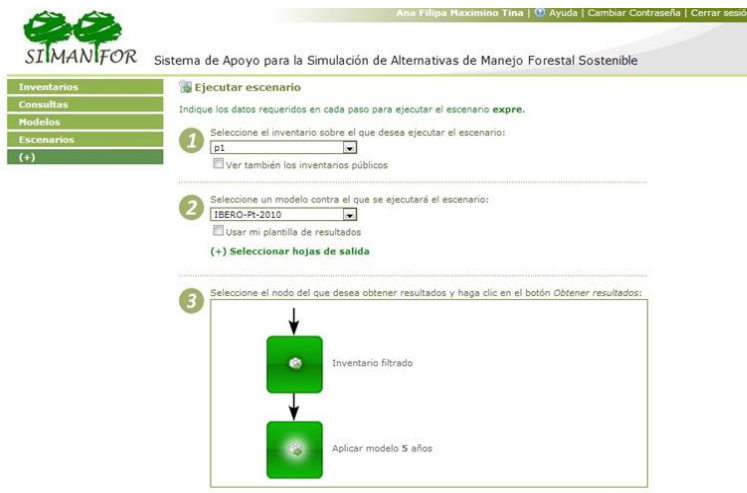 Ana Filipa Maximino Tina | Ayuda | Cambiar Contraseña | Cerrar sesió
SIMANFOR
Sistema de Apoyo para la Simulación de Alternativas de Manejo Forestal Sostenible
Inventarios
Consultas
Modelos
Escenarios
(+)
Ejecutar escenario
Indique los datos requeridos en cada paso para ejecutar el escenario expre.
1
Seleccione el inventario sobre el que desea ejecutar el escenario:
p1
Ver también los inventarios públicos
2
Seleccione un modelo contra el que se ejecutará el escenario:
IBERO-Pt-2010
Usar mi plantilla de resultados
(+) Seleccionar hojas de salida
3
Seleccione el nodo del que desea obtener resultados y haga clic en el botón Obtener resultados:
Inventario filtrado
Aplicar modelo 5 años